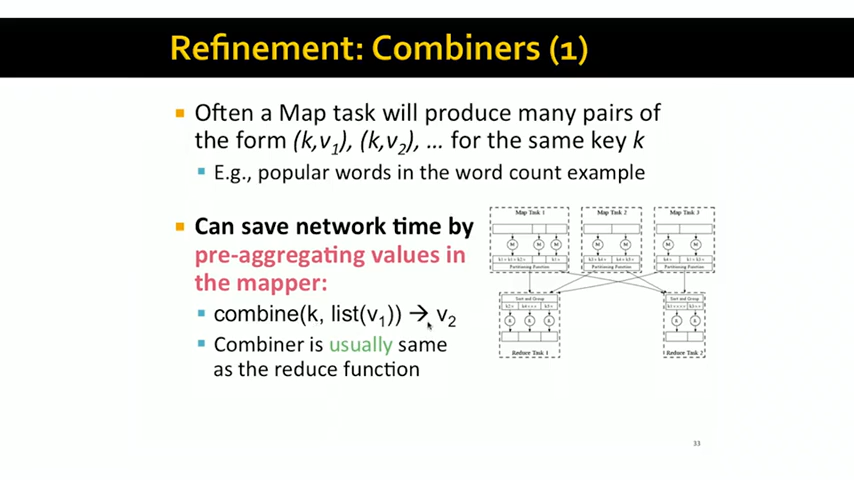 Refinement: Combiners (1)
Often a Map task will produce many pairs of
the form (k,v1), (k,v2), … for the same key k
E.g., popular words in the word count example
Can save network time by
pre-aggregating values in
the mapper:
combine(k, list(v1)) → v2
Combiner is usually same
as the reduce function
Map Task 1
Map Task 2
Map Task 3
M M M
M M
M M
Partitioning Function
Partitioning Function
Partitioning Function
Sort and Group
Sort and Group
R R R
R R
Reduce Task 1
Reduce Task 2
33